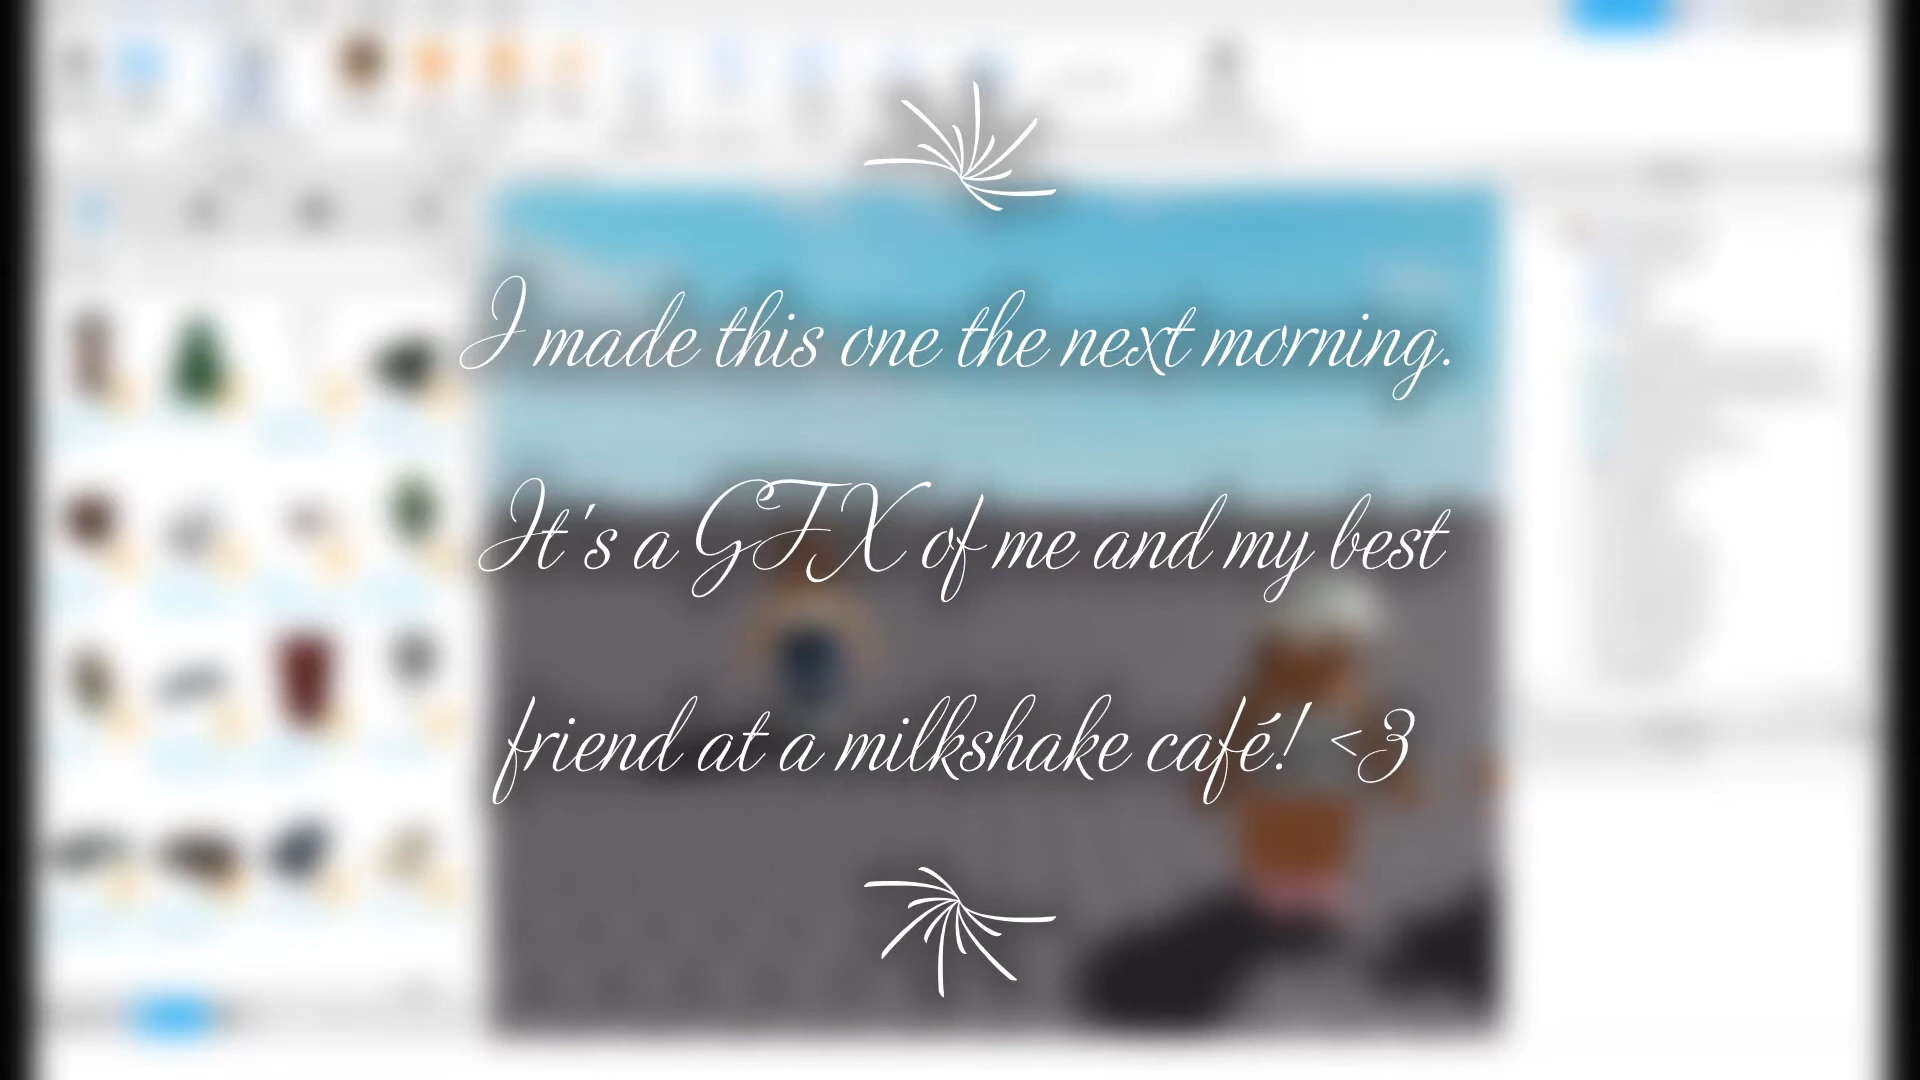 I made this one the next morning.
It's a GFX of me and my best
friend at a milkshake café! <3